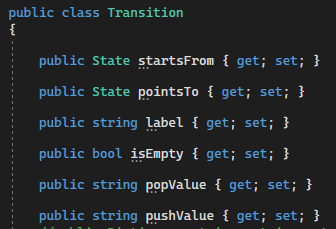 public class Transition
{
public State startsFrom { get; set; }
public State pointsTo { get; set; }
public string label { get; set; }
public bool isEmpty { get; set; }
public string popValue { get; set; }
public string pushValue { get; set; }